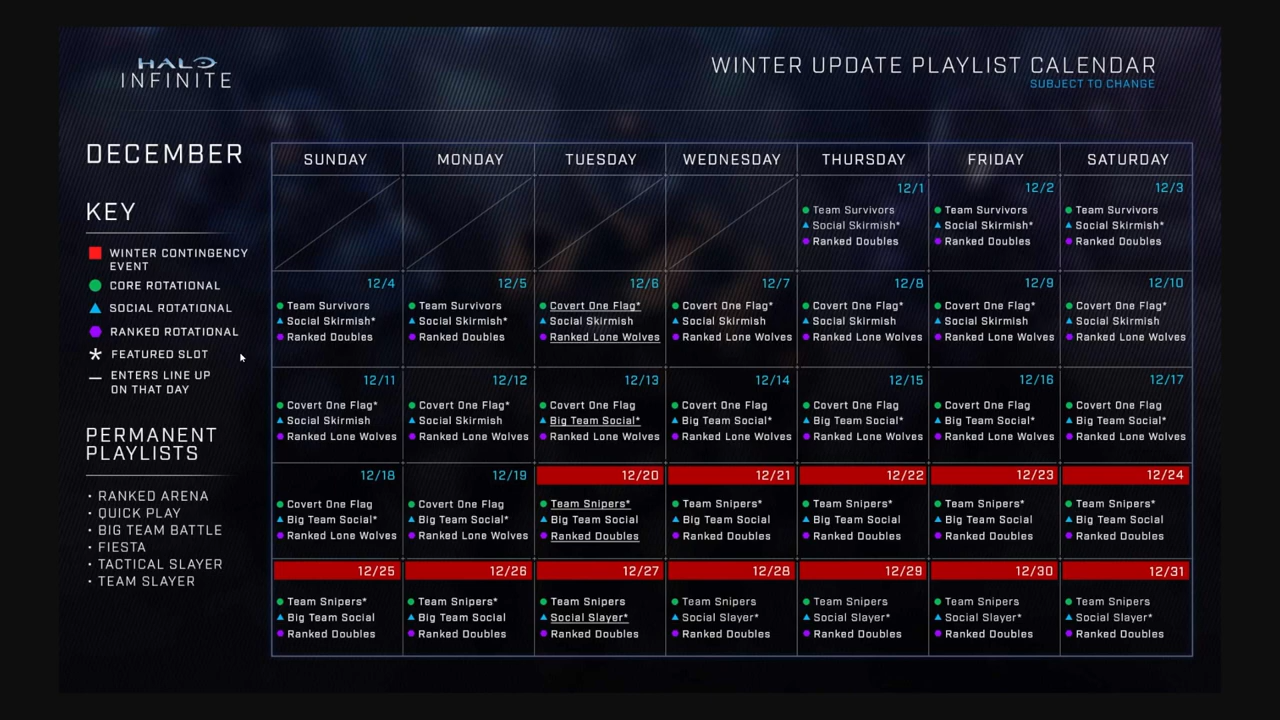 HALO
INFINITE
WINTER UPDATE PLAYLIST CALENDAR
SUBJECT TO CHANGE
DECEMBER
KEY
WINTER CONTINGENCY
EVENT
CORE ROTATIONAL
SOCIAL ROTATIONAL
RANKED ROTATIONAL
* FEATURED SLOT
— ENTERS LINE UP
ON THAT DAY
PERMANENT
PLAYLISTS
• RANKED ARENA
• QUICK PLAY
• BIG TEAM BATTLE
• FIESTA
• TACTICAL SLAYER
• TEAM SLAYER
SUNDAY MONDAY TUESDAY WEDNESDAY THURSDAY FRIDAY SATURDAY
12/1 12/2 12/3
Team Survivors Team Survivors Team Survivors
Social Skirmish* Social Skirmish* Social Skirmish*
Ranked Doubles Ranked Doubles Ranked Doubles
12/4 12/5 12/6 12/7 12/8 12/9 12/10
Team Survivors Team Survivors Covert One Flag* Covert One Flag* Covert One Flag* Covert One Flag* Covert One Flag*
Social Skirmish* Social Skirmish* Social Skirmish Social Skirmish Social Skirmish Social Skirmish Social Skirmish
Ranked Doubles Ranked Doubles Ranked Lone Wolves Ranked Lone Wolves Ranked Lone Wolves Ranked Lone Wolves Ranked Lone Wolves
12/11 12/12 12/13 12/14 12/15 12/16 12/17
Covert One Flag* Covert One Flag* Covert One Flag Covert One Flag Covert One Flag Covert One Flag Covert One Flag
Social Skirmish Social Skirmish Big Team Social* Big Team Social* Big Team Social* Big Team Social* Big Team Social*
Ranked Lone Wolves Ranked Lone Wolves Ranked Lone Wolves Ranked Lone Wolves Ranked Lone Wolves Ranked Lone Wolves Ranked Lone Wolves
12/18 12/19 12/20 12/21 12/22 12/23 12/24
Covert One Flag Covert One Flag Team Snipers* Team Snipers* Team Snipers* Team Snipers* Team Snipers*
Big Team Social* Big Team Social* Big Team Social Big Team Social Big Team Social Big Team Social Big Team Social
Ranked Lone Wolves Ranked Lone Wolves Ranked Doubles Ranked Doubles Ranked Doubles Ranked Doubles Ranked Doubles
12/25 12/26 12/27 12/28 12/29 12/30 12/31
Team Snipers* Team Snipers* Team Snipers Team Snipers Team Snipers Team Snipers Team Snipers
Big Team Social Big Team Social Social Slayer* Social Slayer* Social Slayer* Social Slayer* Social Slayer*
Ranked Doubles Ranked Doubles Ranked Doubles Ranked Doubles Ranked Doubles Ranked Doubles Ranked Doubles